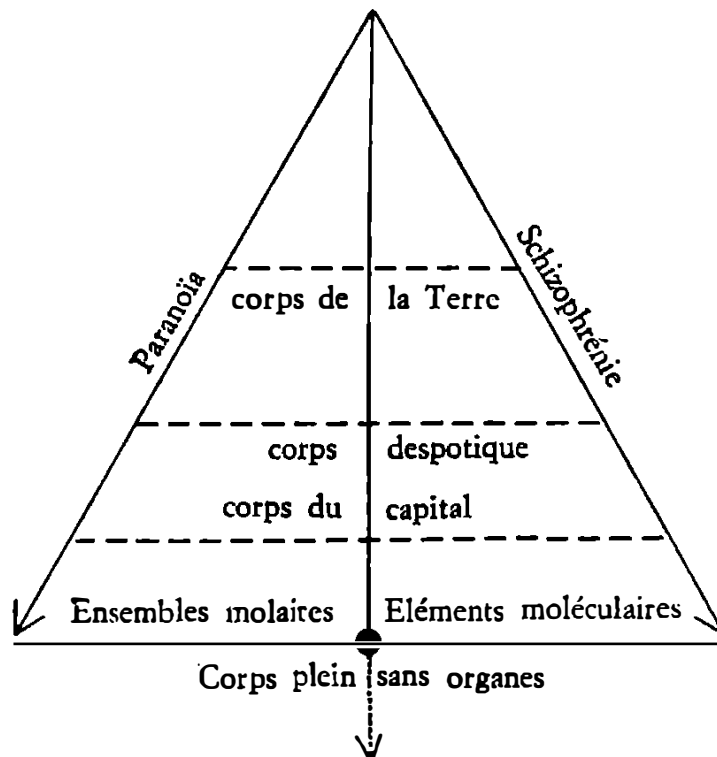 Paranoïa
Schizophrénie
corps de la Terre
corps despotique
corps du capital
Ensembles molaires Eléments moléculaires
Corps plein sans organes